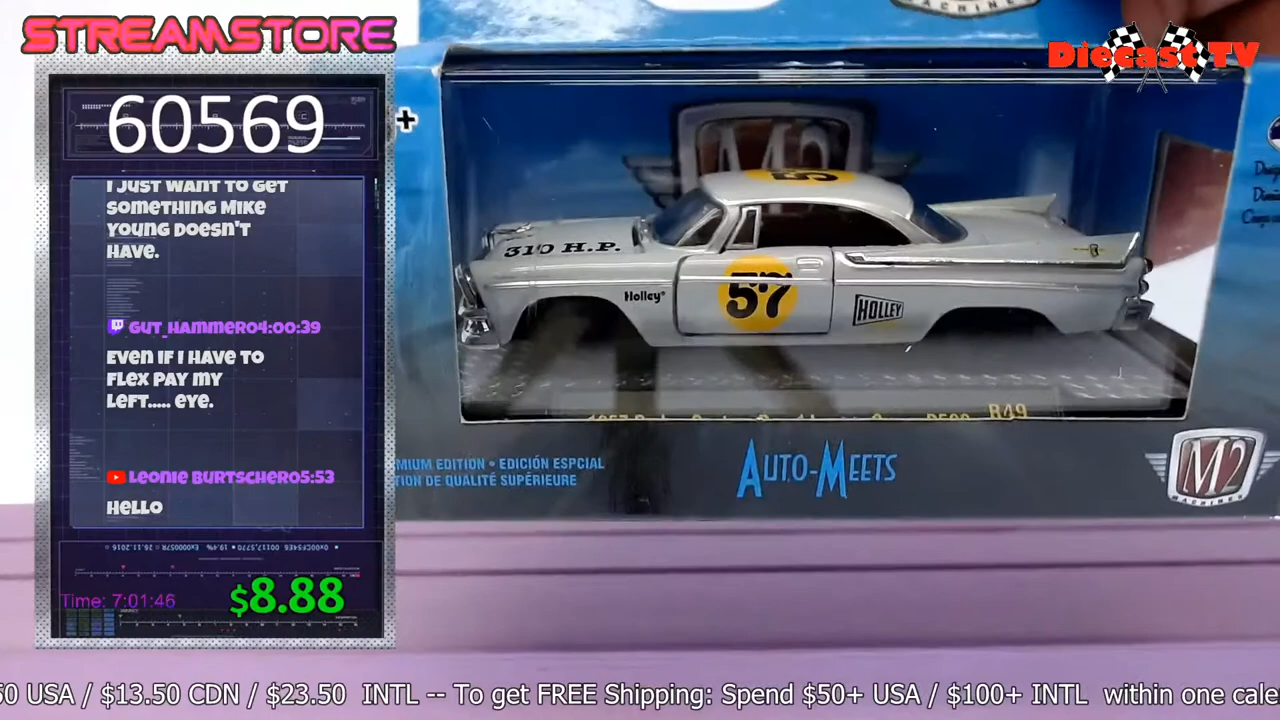 STREAMSTORE
Diecast TV
60569
I just want to get
something Mike
Young doesn't
have.
Gut_Hammer04:00:39
Even if I have to
flex pay my
left..... eye.
Leonie Burtscher05:53
Hello
Time: 7:01:46
$8.88
310 H.P.
Holley
57
HOLLEY
R49
MIUM EDITION • EDICIÓN ESPCIAL
TION DE QUALITÉ SUPÉRIEURE
AUTO-MEETS
M2
MACHINES
50 USA / $13.50 CDN / $23.50 INTL -- To get FREE Shipping: Spend $50+ USA / $100+ INTL within one cale